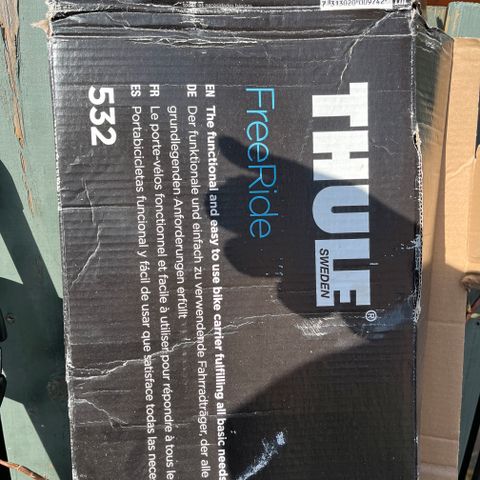 THULE®
SWEDEN
FreeRide
EN The functional and easy to use bike carrier fulfilling all basic needs
DE Der funktionale und einfach zu verwendende Fahrradträger, der alle
grundlegenden Anforderungen erfüllt
FR Le porte-vélos fonctionnel et facile à utiliser pour répondre à tous le
ES Portabicicletas funcional y fácil de usar que satisface todas las nece
532